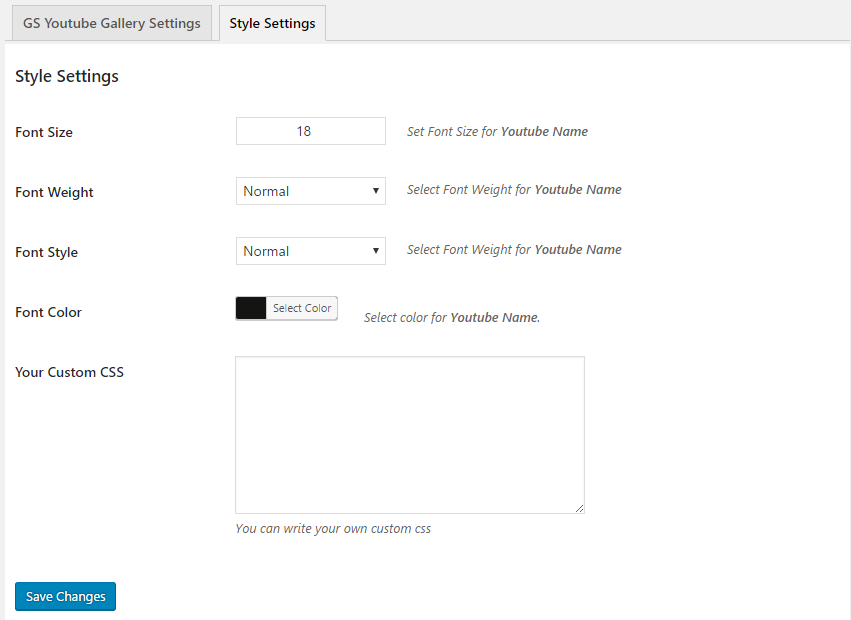 GS Youtube Gallery Settings Style Settings
Style Settings
Font Size 18 Set Font Size for Youtube Name
Font Weight Normal Select Font Weight for Youtube Name
Font Style Normal Select Font Weight for Youtube Name
Font Color Select Color Select color for Youtube Name.
Your Custom CSS
You can write your own custom css
Save Changes